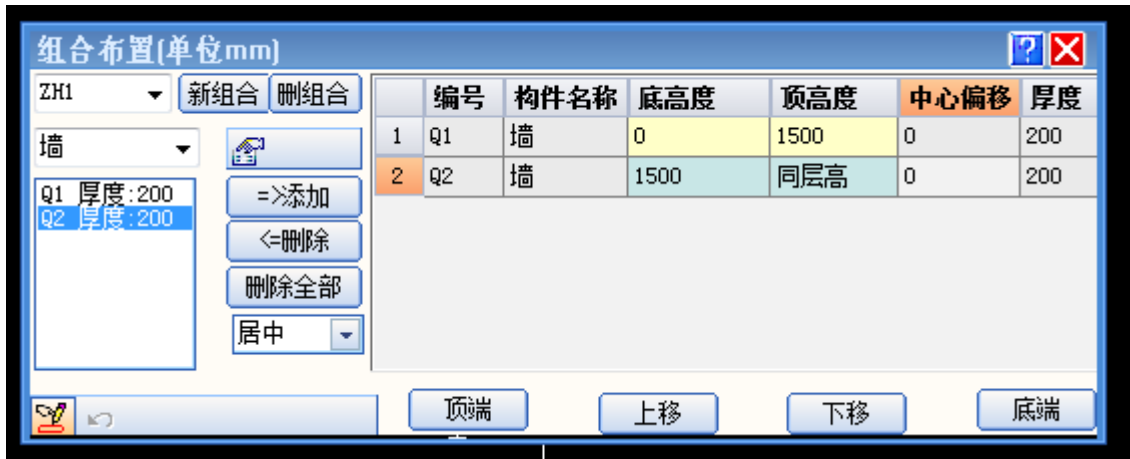 组合布置(单位mm)
ZH1 新组合 删组合
墙
Q1 厚度:200
Q2 厚度:200
=>添加
<=删除
删除全部
居中
编号 构件名称 底高度 顶高度 中心偏移 厚度
1 Q1 墙 0 1500 0 200
2 Q2 墙 1500 同层高 0 200
顶端 上移 下移 底端